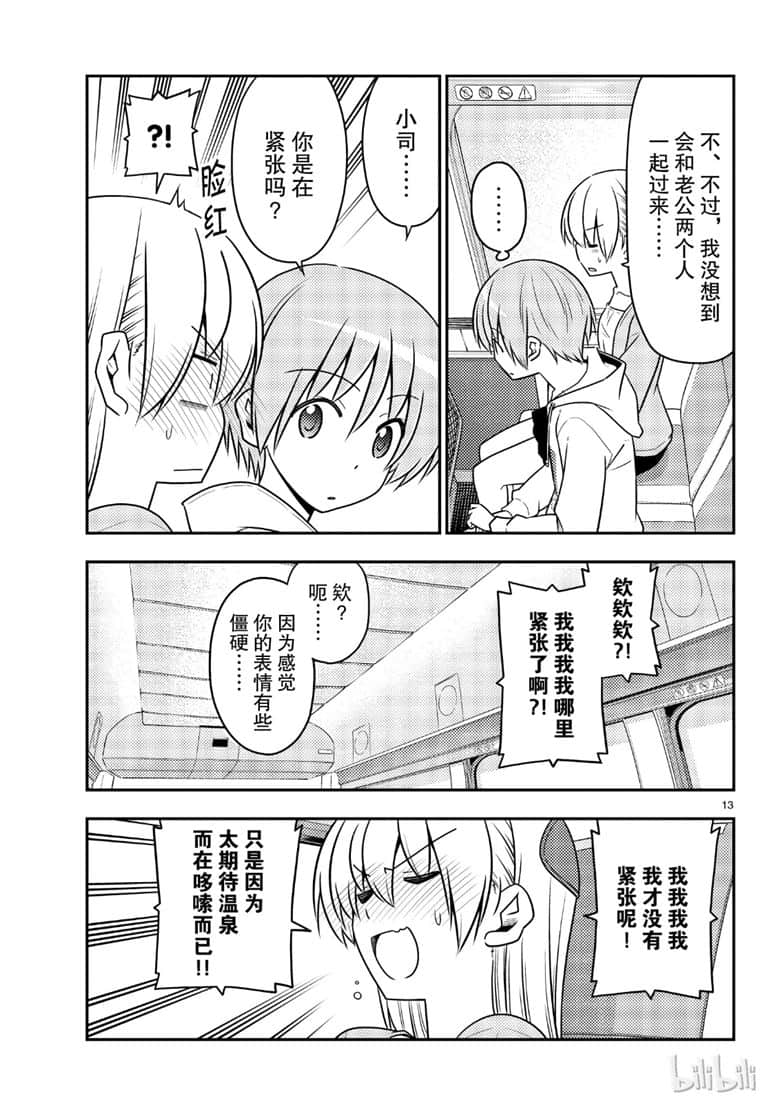 不、不过，我没想到
会和老公两个人
一起过来……
……
小司
……
你是在
紧张吗？
脸红
?!
欸欸欸?!
我我我我哪里
紧张了啊?!
欸？
呃……
因为感觉
你的表情有些
僵硬……
13
我我我我
我才没有
紧张呢！
只是因为
太期待温泉
而在哆嗦而已!!
bilibili